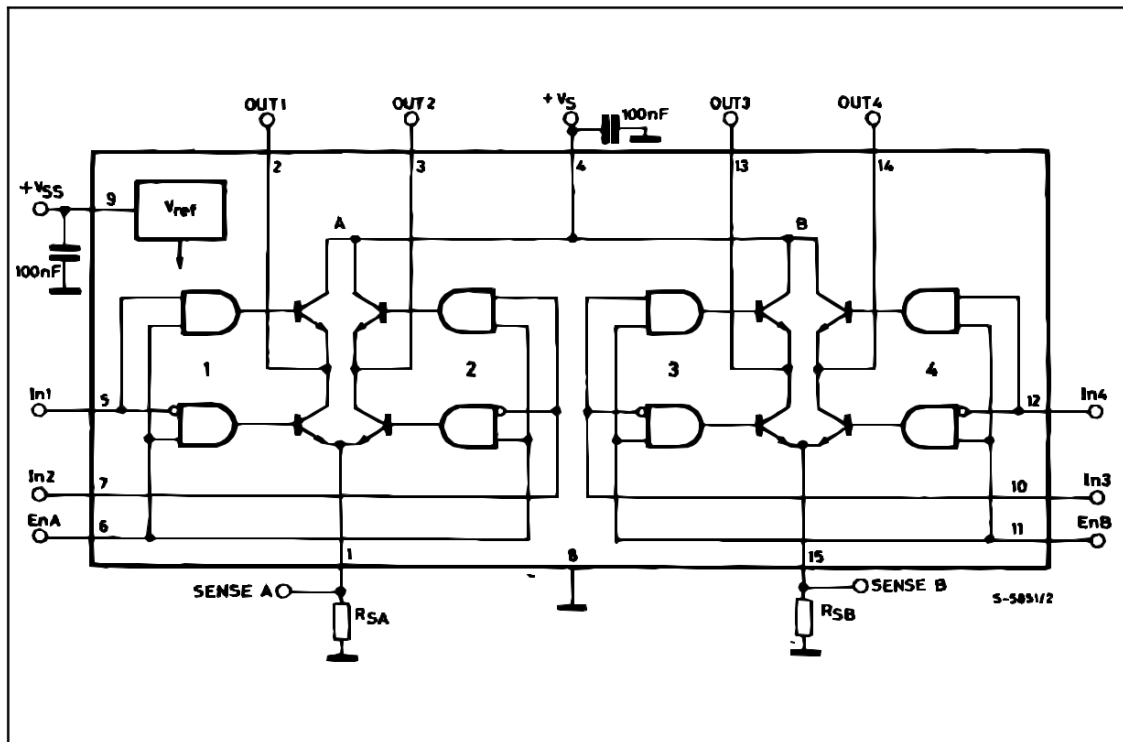 OUT1
OUT2
+VS
100nF
OUT3
OUT4
2
3
4
13
14
+VSS
9
Vref
A
B
100nF
1
2
3
4
In1
5
12
In4
In2
7
10
In3
EnA
6
11
EnB
1
8
15
SENSE A
SENSE B
S-5851/2
RSA
RSB